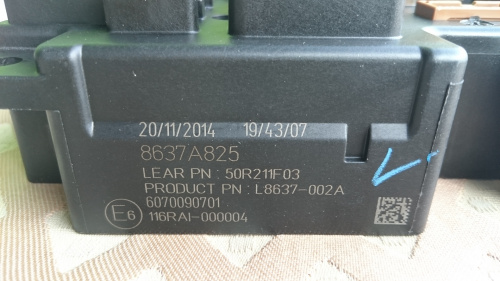 20/11/2014 19/43/07
8637A825
LEAR PN : 50R211F03
PRODUCT PN : L8637-002A
6070090701
E6 116RAI-000004